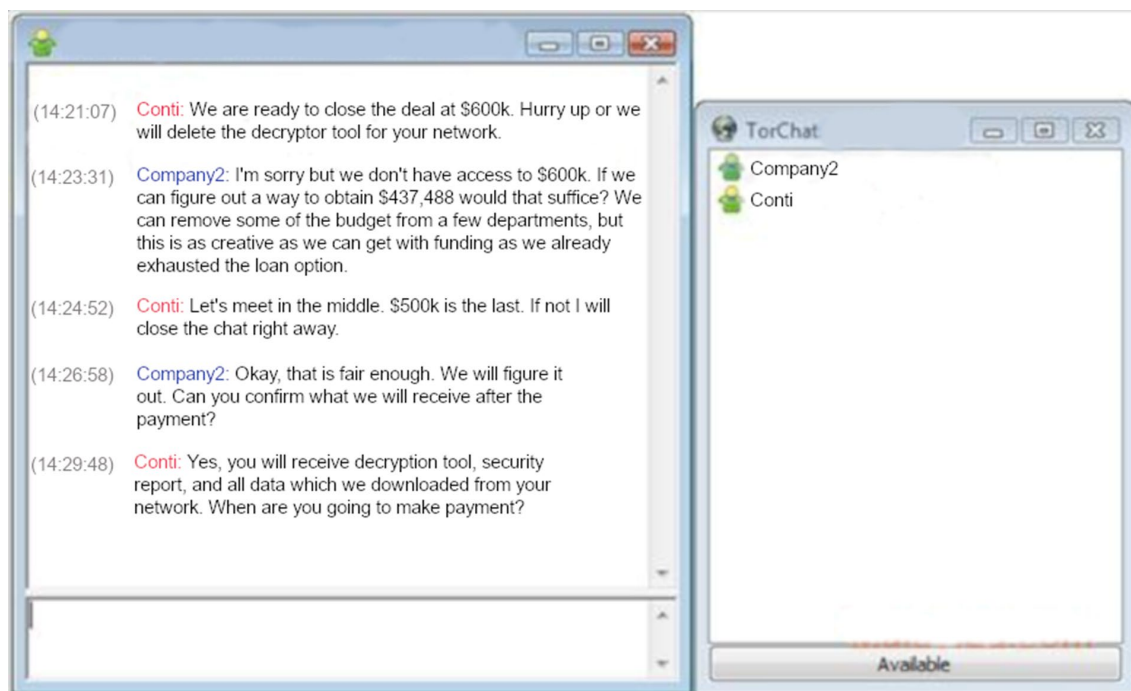 (14:21:07) Conti: We are ready to close the deal at $600k. Hurry up or we
will delete the decryptor tool for your network.
(14:23:31) Company2: I'm sorry but we don't have access to $600k. If we
can figure out a way to obtain $437,488 would that suffice? We
can remove some of the budget from a few departments, but
this is as creative as we can get with funding as we already
exhausted the loan option.
(14:24:52) Conti: Let's meet in the middle. $500k is the last. If not I will
close the chat right away.
(14:26:58) Company2: Okay, that is fair enough. We will figure it
out. Can you confirm what we will receive after the
payment?
(14:29:48) Conti: Yes, you will receive decryption tool, security
report, and all data which we downloaded from your
network. When are you going to make payment?
TorChat
Company2
Conti
Available